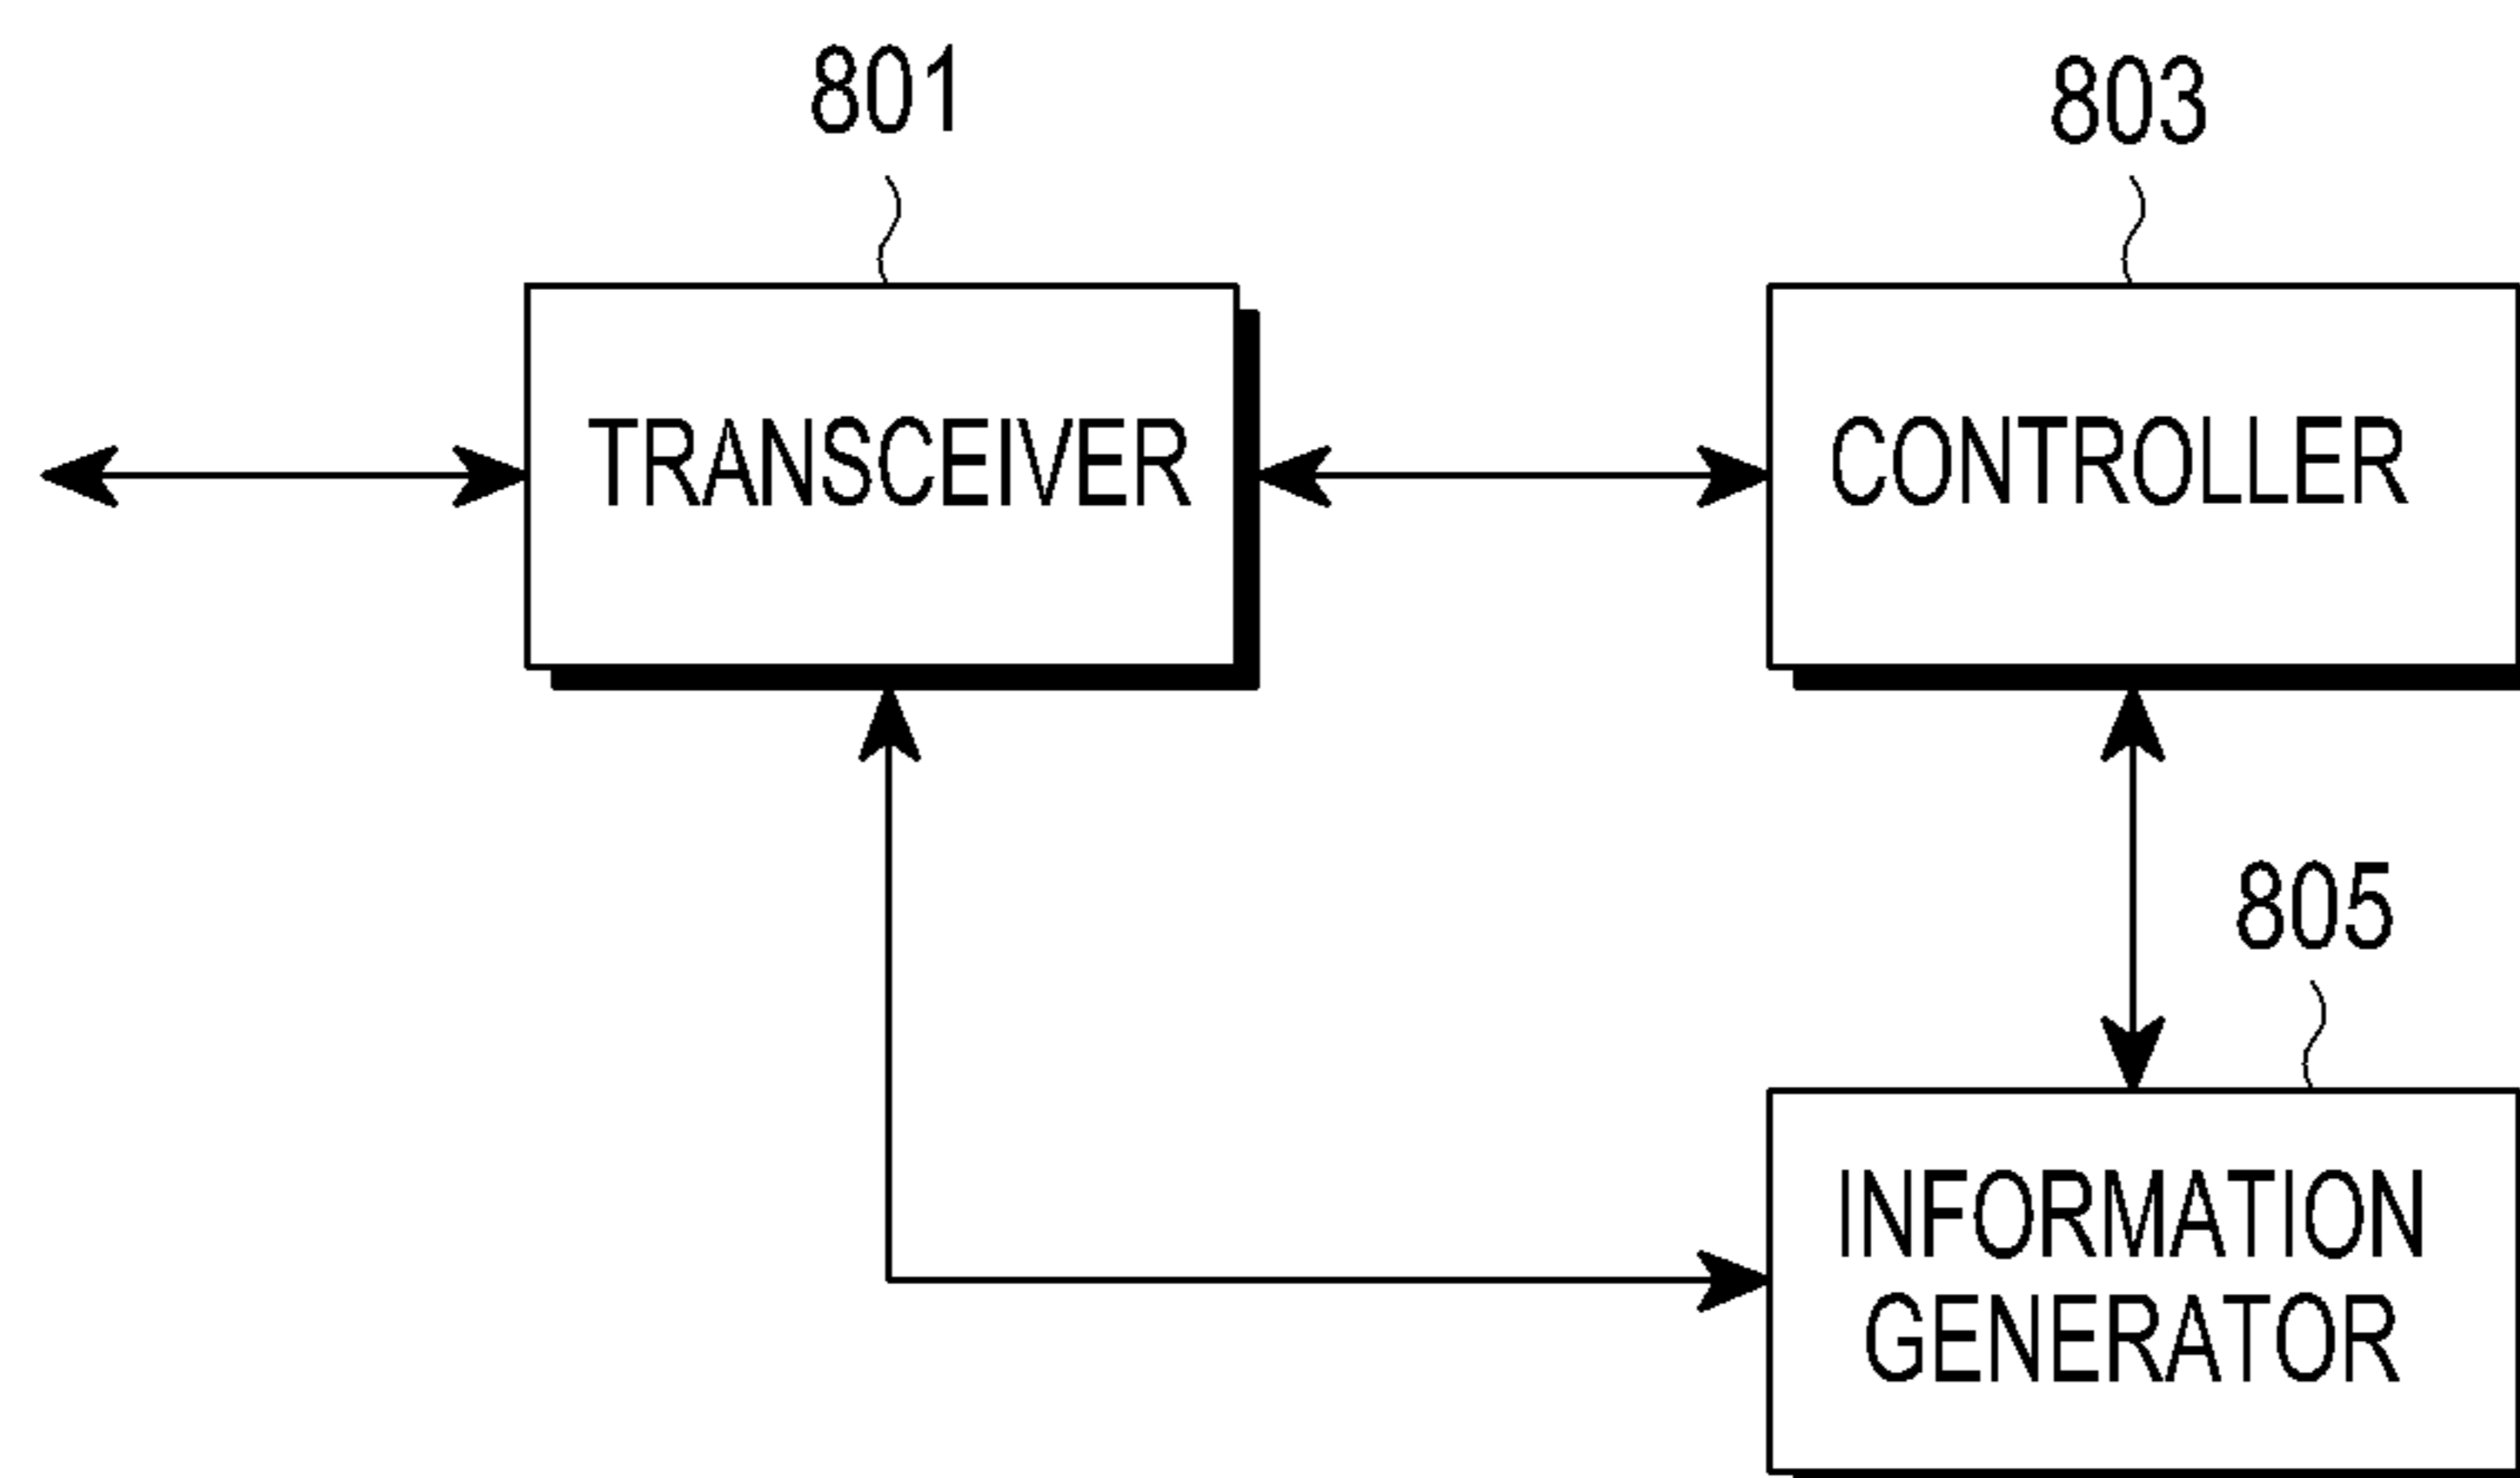 801
803
TRANSCEIVER
CONTROLLER
805
INFORMATION
GENERATOR